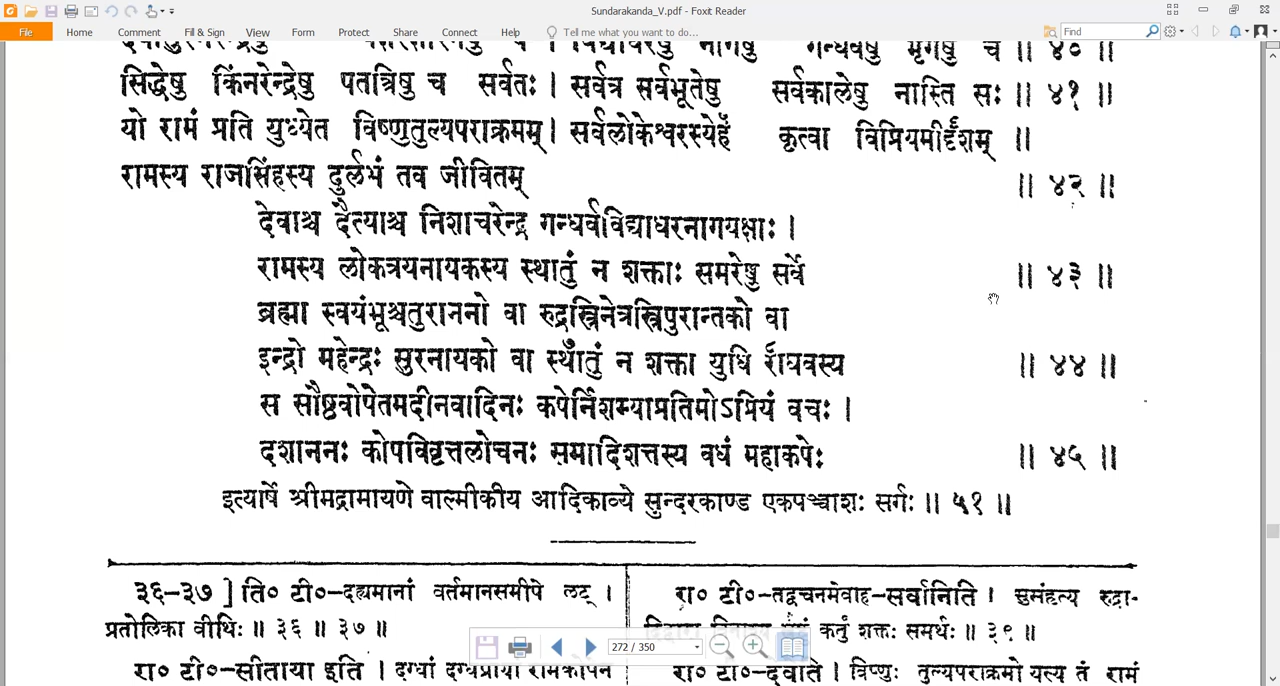 Sundarakanda_V.pdf - Foxit Reader
File Home Comment Fill & Sign View Form Protect Share Connect Help Tell me what you want to do... Find
च ॥ ४० ॥
सिद्धेषु किंनरेन्द्रेषु पतत्रिषु च सर्वतः । सर्वत्र सर्वभूतेषु सर्वकालेषु नास्ति सः ॥ ४१ ॥
यो रामं प्रति युध्येत विष्णुतुल्यपराक्रमम् । सर्वलोकेश्वरस्येहँ कृत्वा विप्रियमीदृशम् ॥
रामस्य राजसिंहस्य दुर्लभं तव जीवितम् ॥ ४२ ॥
देवाश्च दैत्याश्च निशाचरेन्द्र गन्धर्वविद्याधरनागयक्षाः ।
रामस्य लोकत्रयनायकस्य स्थातुं न शक्ताः समरेषु सर्वे ॥ ४३ ॥
ब्रह्मा स्वयंभूश्चतुराननो वा रुद्रस्त्रिनेत्रस्त्रिपुरान्तको वा
इन्द्रो महेन्द्रः सुरनायको वा स्थातुं न शक्ता युधि राघवस्य ॥ ४४ ॥
स सौष्ठवोपेतमदीनवादिनः कपेर्निशम्याप्रतिमोऽप्रियं वचः ।
दशाननः कोपविवृत्तलोचनः समादिशत्तस्य वधं महाकपेः ॥ ४५ ॥
इत्यार्षे श्रीमद्रामायणे वाल्मीकीय आदिकाव्ये सुन्दरकाण्ड एकपञ्चाशः सर्गः ॥ ५१ ॥
३६-३७ ] ति० टी०-दह्यमानां वर्तमानसमीपे लट् ।
प्रतोलिका वीथिः ॥ ३६ ॥ ३७ ॥
रा० टी०-सीताया इति । दग्धां दग्धप्राया रामकोपेन
रा० टी०-तद्वचनमेवाह-सर्वानिति । सुसंहृत्य रुद्रा-
कर्तुं शक्तः समर्थः ॥ ३९ ॥
रा० टी०-देवेति । विष्णुः तुल्यपराक्रमो यस्य तं रामं
272 / 350